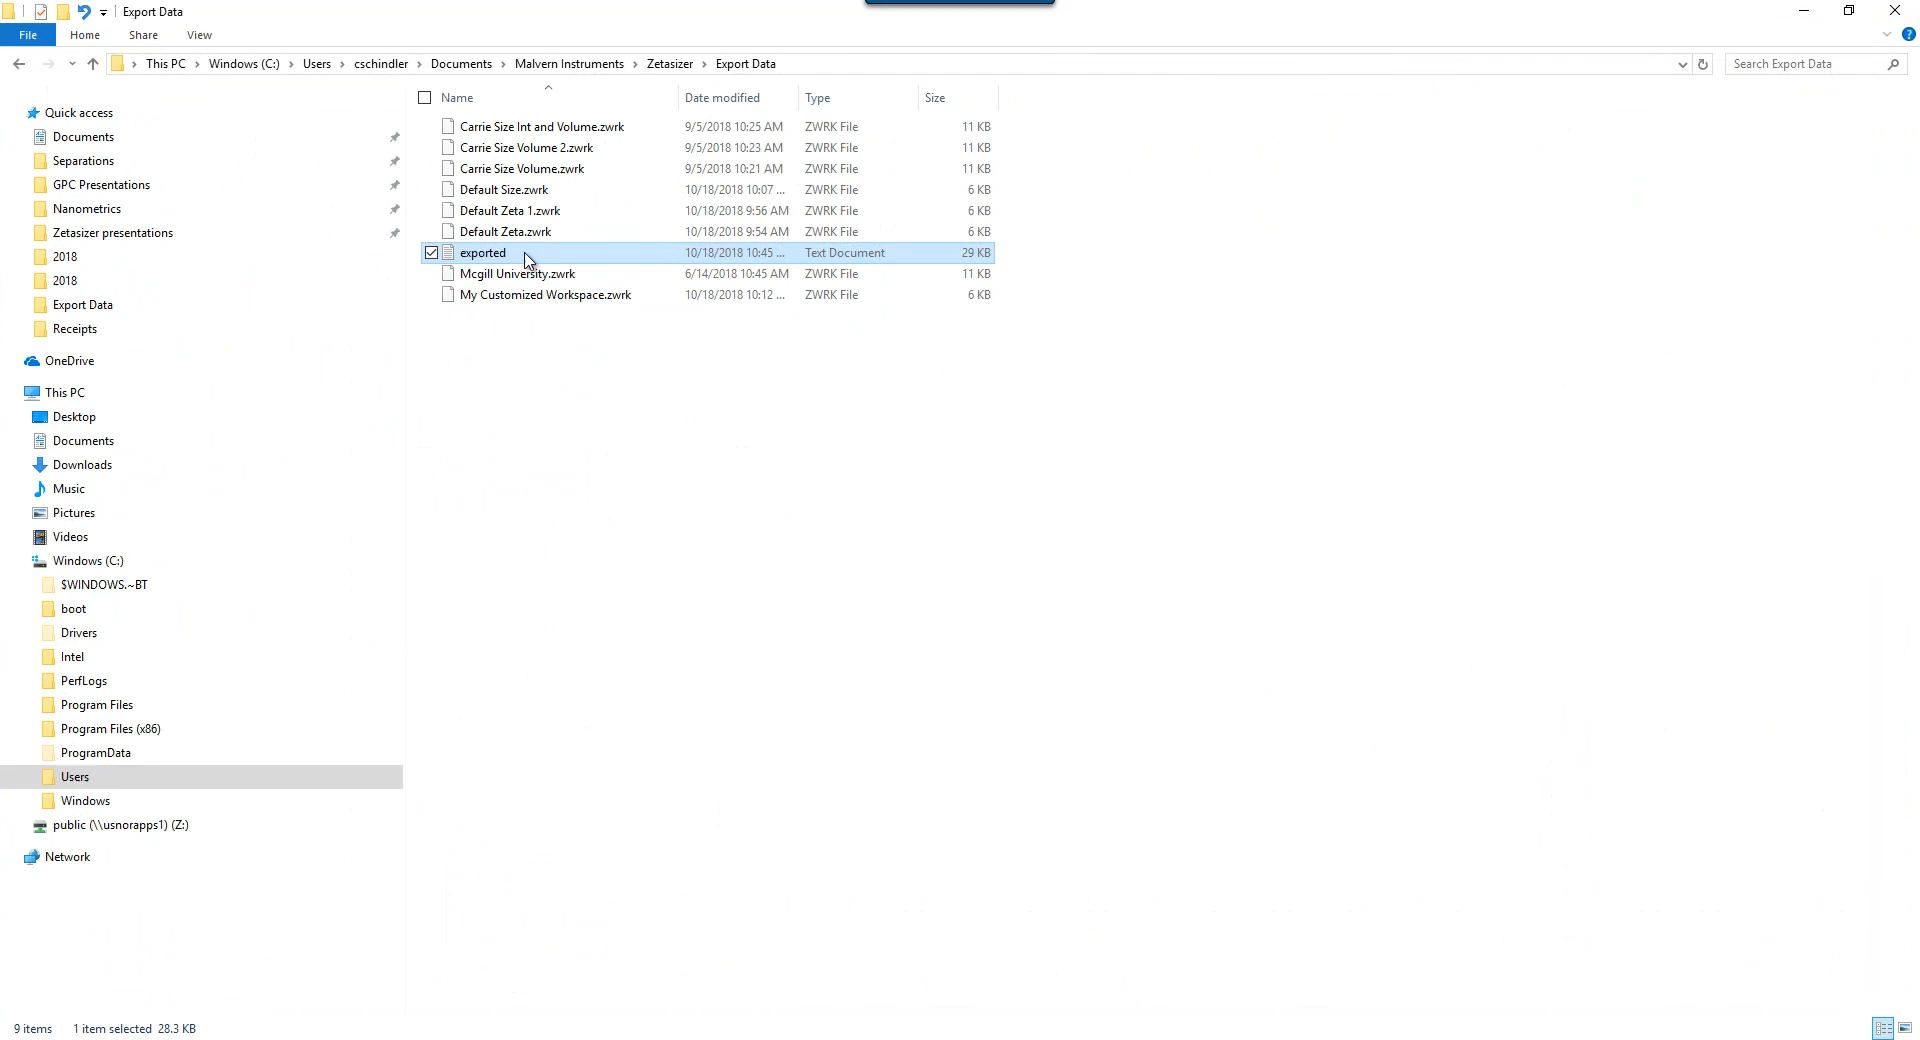 Export Data
File Home Share View
This PC Windows (C:) Users cschindler Documents Malvern Instruments Zetasizer Export Data
Search Export Data
Name Date modified Type Size
Quick access
Documents
Separations
GPC Presentations
Nanometrics
Zetasizer presentations
2018
2018
Export Data
Receipts
OneDrive
This PC
Desktop
Documents
Downloads
Music
Pictures
Videos
Windows (C:)
$WINDOWS.~BT
boot
Drivers
Intel
PerfLogs
Program Files
Program Files (x86)
ProgramData
Users
Windows
public (\\usnorapps1) (Z:)
Network
Carrie Size Int and Volume.zwrk 9/5/2018 10:25 AM ZWRK File 11 KB
Carrie Size Volume 2.zwrk 9/5/2018 10:23 AM ZWRK File 11 KB
Carrie Size Volume.zwrk 9/5/2018 10:21 AM ZWRK File 11 KB
Default Size.zwrk 10/18/2018 10:07 ... ZWRK File 6 KB
Default Zeta 1.zwrk 10/18/2018 9:56 AM ZWRK File 6 KB
Default Zeta.zwrk 10/18/2018 9:54 AM ZWRK File 6 KB
exported 10/18/2018 10:45 ... Text Document 29 KB
Mcgill University.zwrk 6/14/2018 10:45 AM ZWRK File 11 KB
My Customized Workspace.zwrk 10/18/2018 10:12 ... ZWRK File 6 KB
9 items 1 item selected 28.3 KB